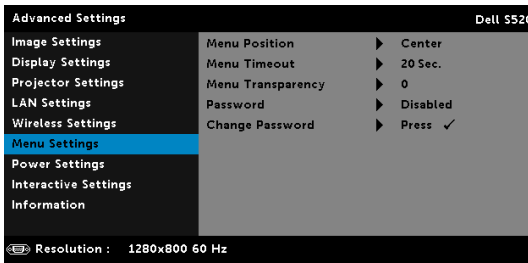 Advanced Settings Dell S520
Image Settings
Display Settings
Projector Settings
LAN Settings
Wireless Settings
Menu Settings
Power Settings
Interactive Settings
Information
Menu Position Center
Menu Timeout 20 Sec.
Menu Transparency 0
Password Disabled
Change Password Press ✓
Resolution : 1280x800 60 Hz